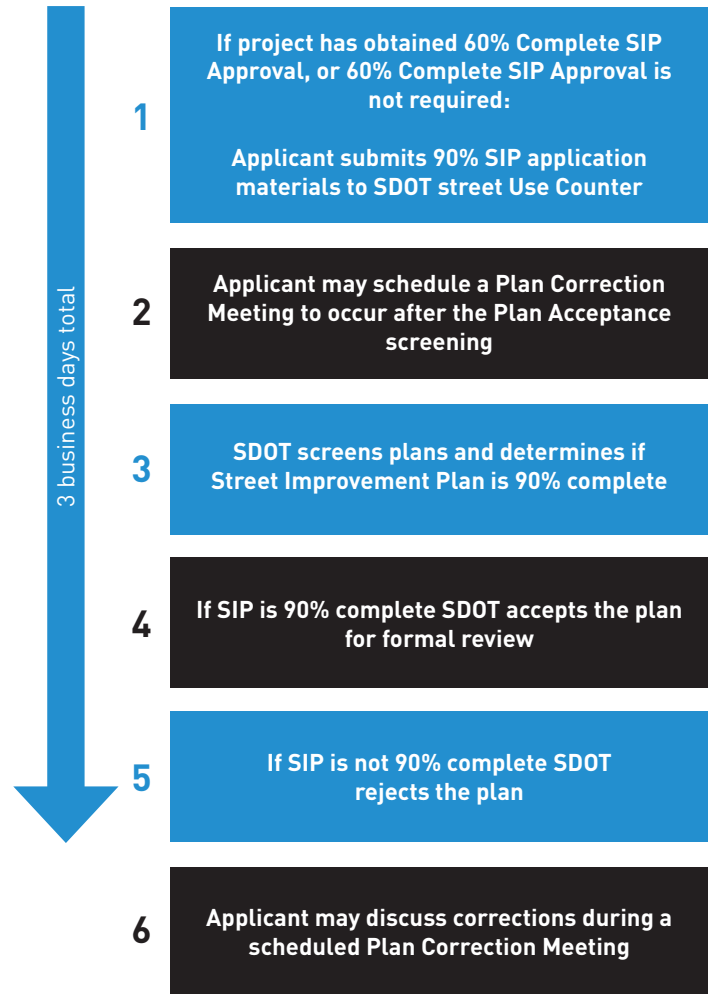 3 business days total
1
If project has obtained 60% Complete SIP
Approval, or 60% Complete SIP Approval is
not required:
Applicant submits 90% SIP application
materials to SDOT street Use Counter
2
Applicant may schedule a Plan Correction
Meeting to occur after the Plan Acceptance
screening
3
SDOT screens plans and determines if
Street Improvement Plan is 90% complete
4
If SIP is 90% complete SDOT accepts the plan
for formal review
5
If SIP is not 90% complete SDOT
rejects the plan
6
Applicant may discuss corrections during a
scheduled Plan Correction Meeting